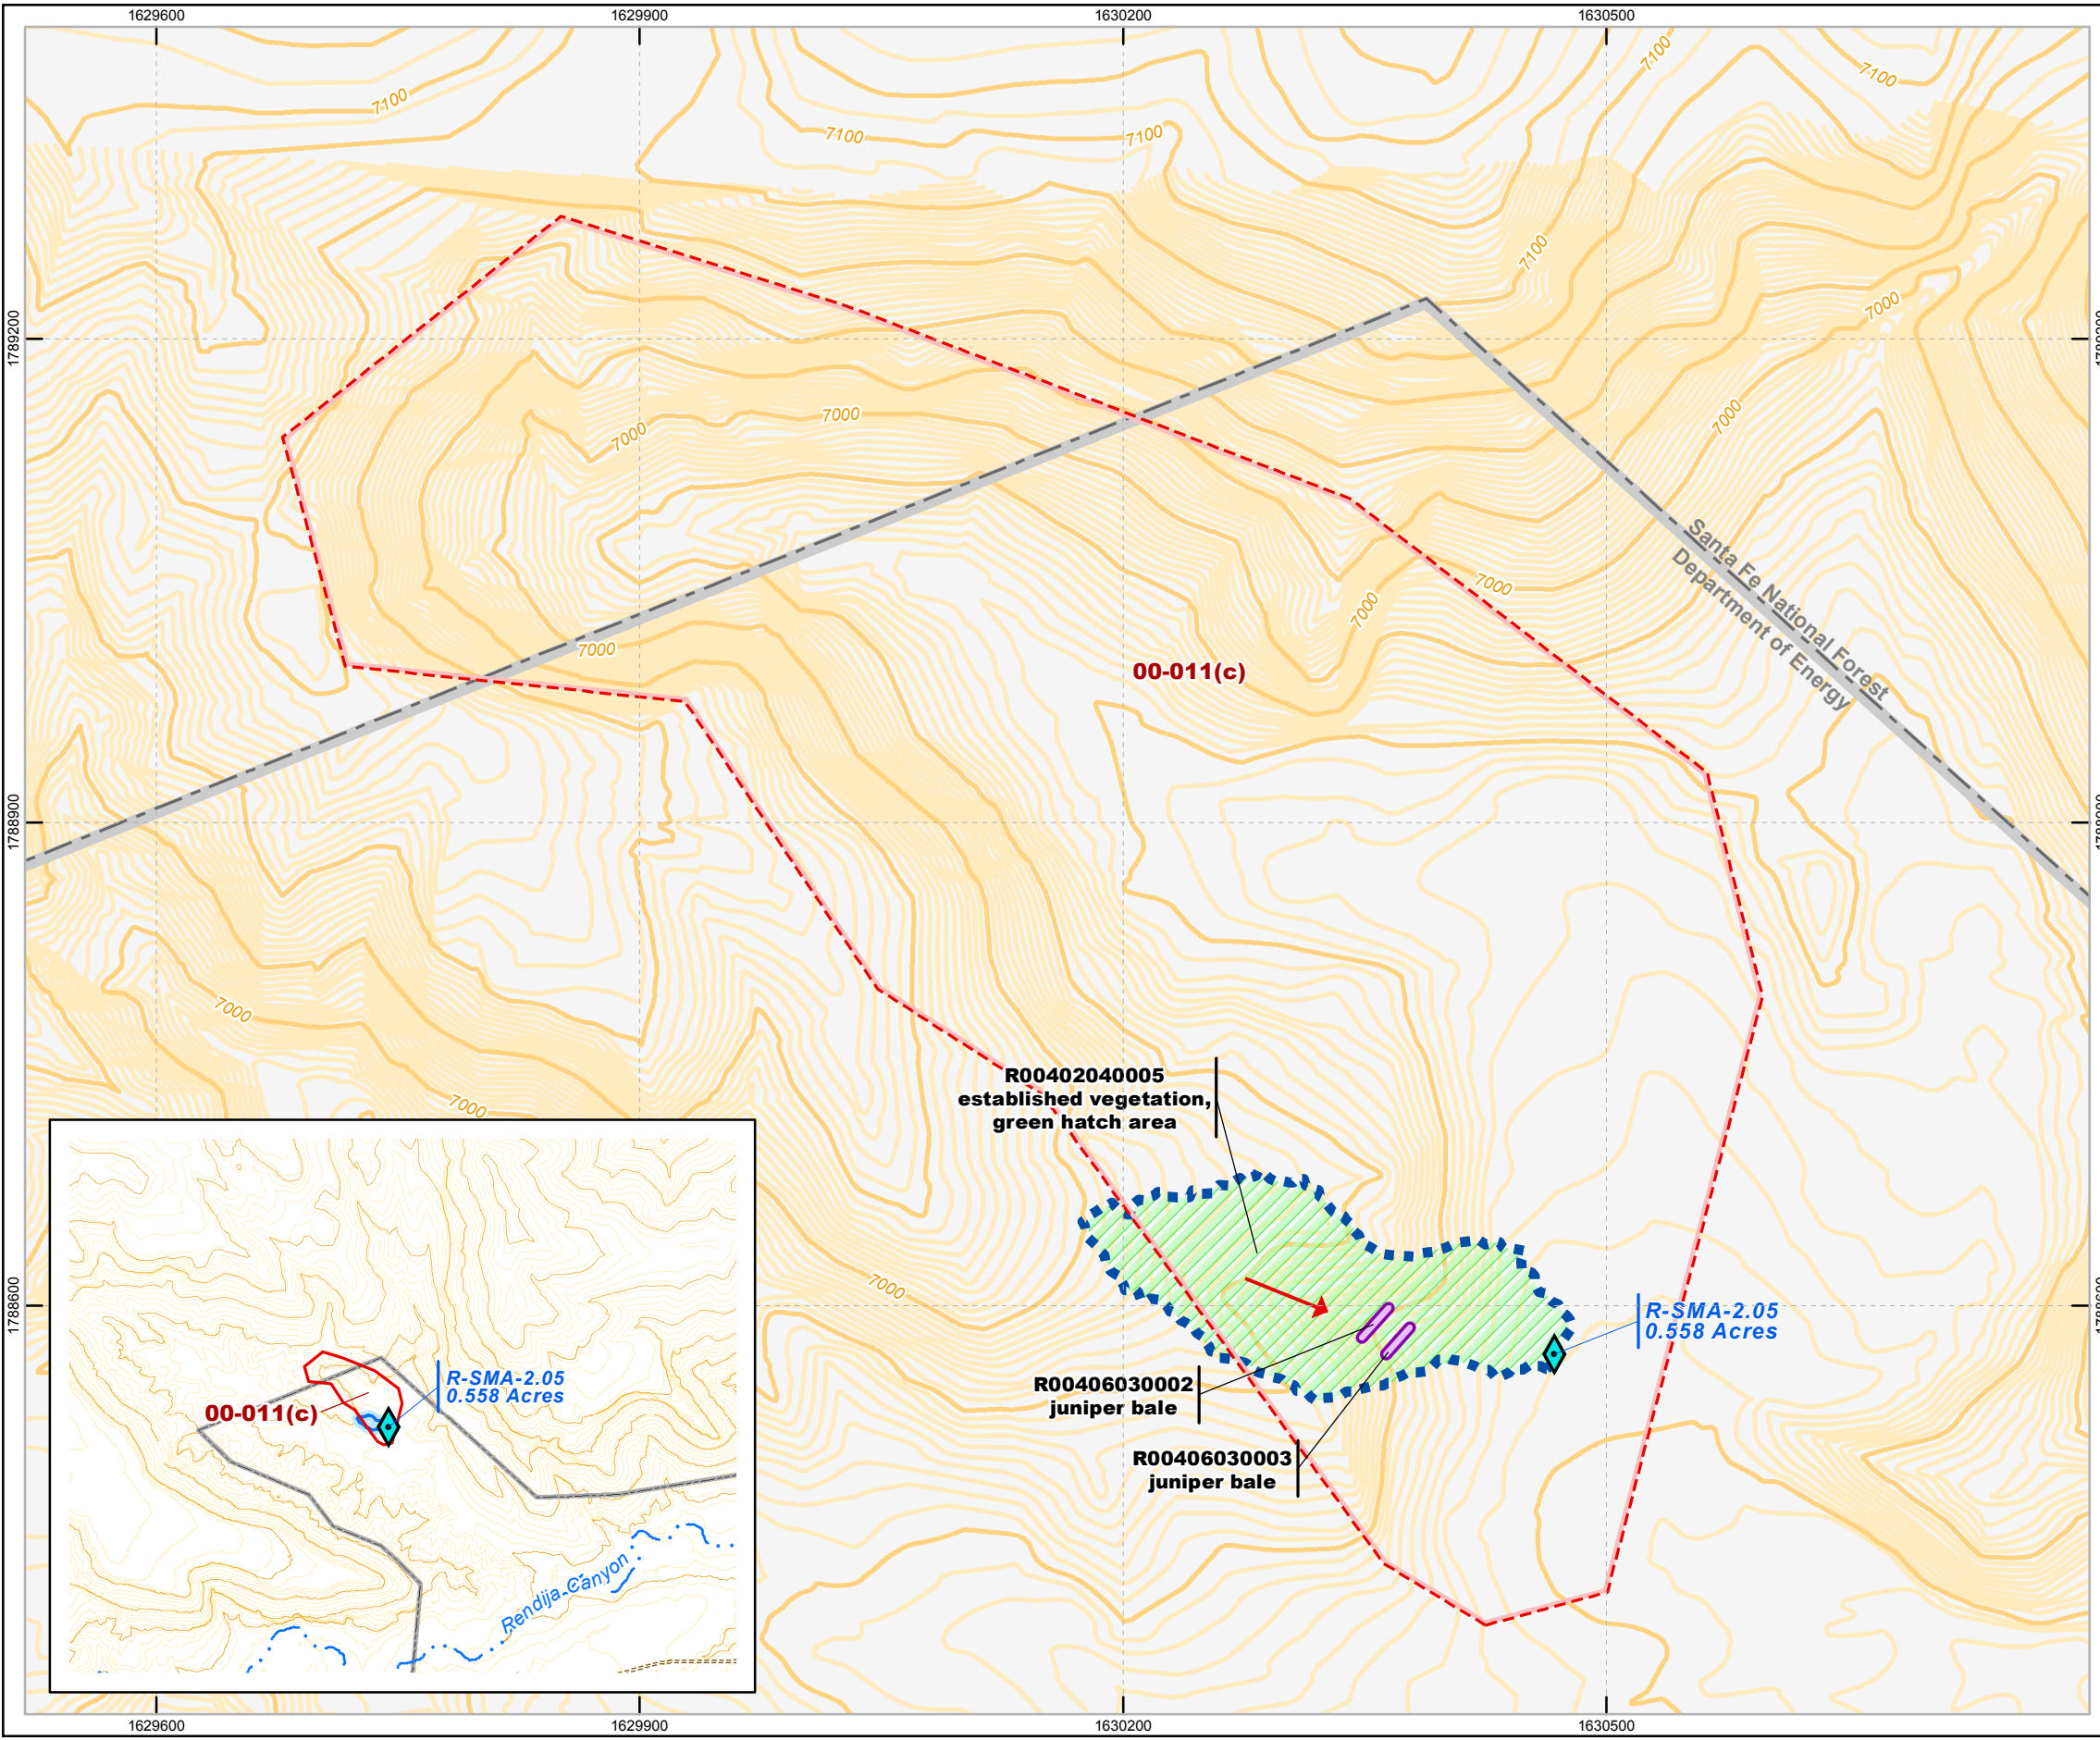 1629600
1629900
1630200
1630500
7100
7100
7100
7100
7100
7100
7000
1789200
1789200
7000
7000
7000
7000
7000
7000
Santa Fe National Forest
Department of Energy
00-011(c)
1788900
1788900
7000
7000
7000
R00402040005
established vegetation,
green hatch area
1788600
1788600
R-SMA-2.05
0.558 Acres
R00406030002
juniper bale
R00406030003
juniper bale
R-SMA-2.05
0.558 Acres
00-011(c)
Rendija Canyon
1629600
1629900
1630200
1630500